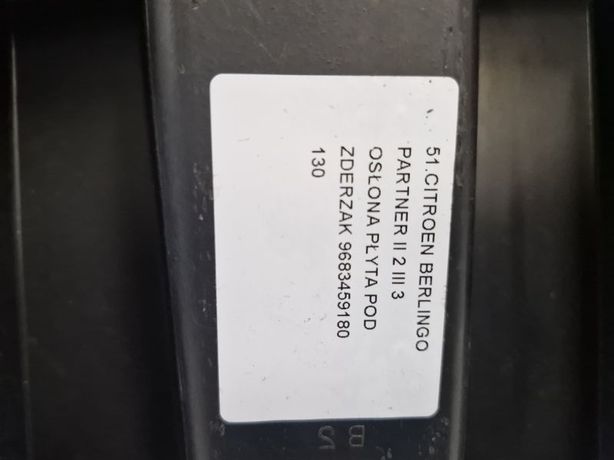 51.CITROEN BERLINGO
PARTNER II 2 III 3
OSŁONA PŁYTA POD
ZDERZAK 9683459180
130
B